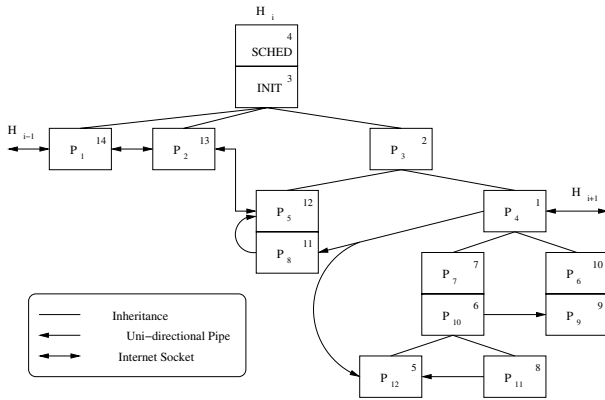 H i
4
SCHED
3
INIT
H i−1
14
P 1
13
P 2
2
P 3
H i+1
12
P 5
1
P 4
11
P 8
7
P 7
10
P 6
6
P 10
9
P 9
5
P 12
8
P 11
Inheritance
Uni−directional Pipe
Internet Socket